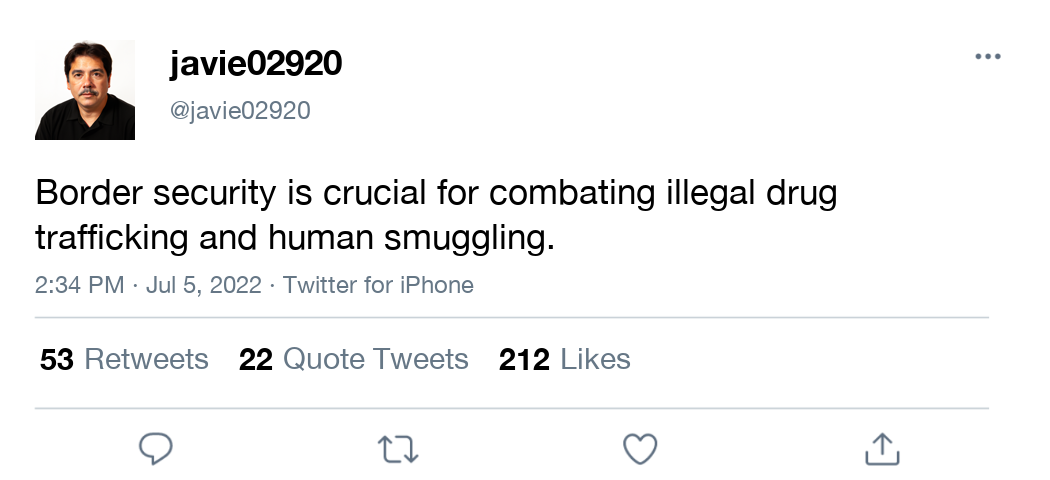 javie02920
@javie02920
Border security is crucial for combating illegal drug
trafficking and human smuggling.
2:34 PM · Jul 5, 2022 · Twitter for iPhone
53 Retweets 22 Quote Tweets 212 Likes